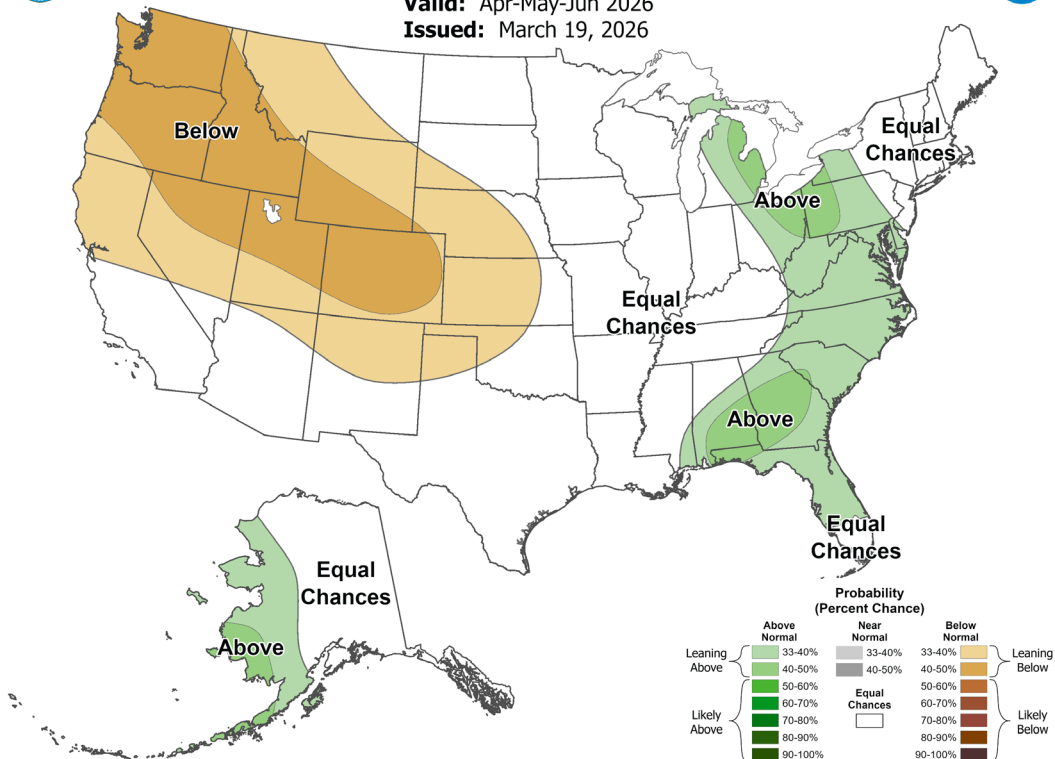 Valid: Apr-May-Jun 2026
Issued: March 19, 2026
Below
Equal
Chances
Above
Equal
Chances
Above
Equal
Chances
Equal
Chances
Above
Probability
(Percent Chance)
Above
Normal
Near
Normal
Below
Normal
Leaning
Above
33-40%
40-50%
33-40%
40-50%
33-40%
40-50%
Leaning
Below
Likely
Above
50-60%
60-70%
70-80%
80-90%
90-100%
Equal
Chances
50-60%
60-70%
70-80%
80-90%
90-100%
Likely
Below